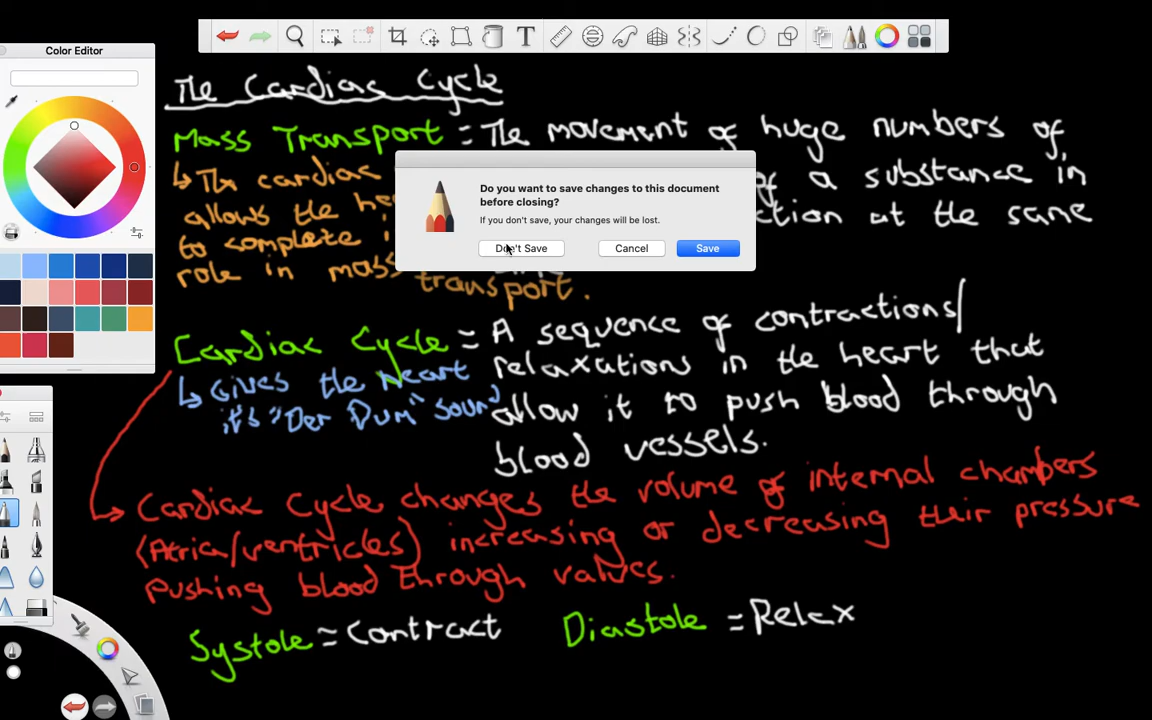 Color Editor
The Cardiac Cycle
Mass Transport = The movement of huge numbers of
↳ The cardiac
of a substance in
allows the he
ction at the same
to complete i
role in mass
transport.
Do you want to save changes to this document
before closing?
If you don't save, your changes will be lost.
Don't Save
Cancel
Save
Cardiac Cycle = A sequence of contractions/
relaxations in the heart that
allow it to push blood through
blood vessels.
↳ Gives the heart
it's "Der Dum" sound
Cardiac Cycle changes the volume of internal chambers
(Atria/ventricles) increasing or decreasing their pressure
pushing blood through valves.
Systole = Contract
Diastole = Relax